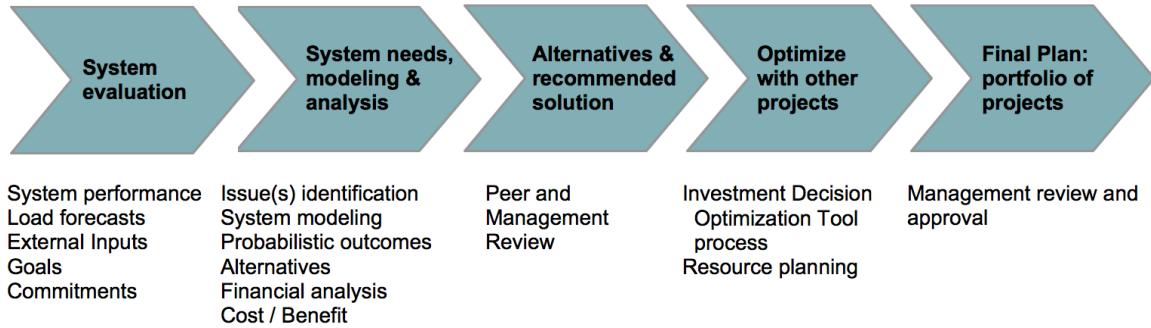 System
evaluation
System needs,
modeling &
analysis
Alternatives &
recommended
solution
Optimize
with other
projects
Final Plan:
portfolio of
projects
System performance
Load forecasts
External Inputs
Goals
Commitments
Issue(s) identification
System modeling
Probabilistic outcomes
Alternatives
Financial analysis
Cost / Benefit
Peer and
Management
Review
Investment Decision
Optimization Tool
process
Resource planning
Management review and
approval